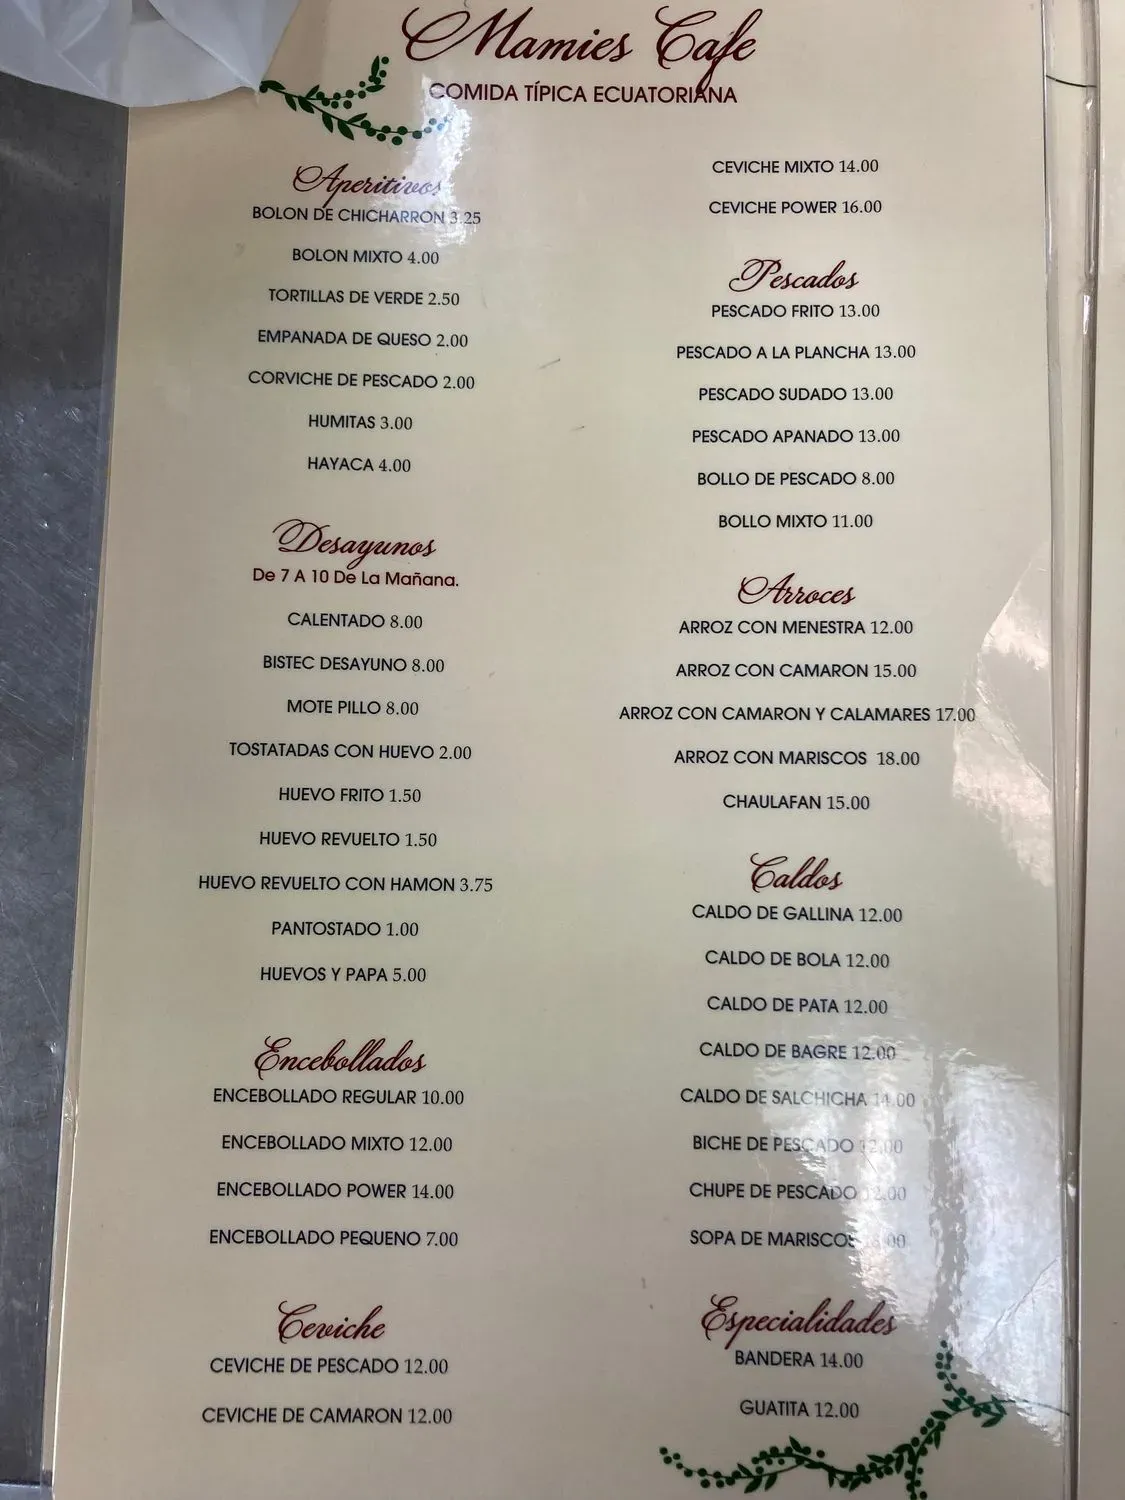 Mamies Cafe
COMIDA TÍPICA ECUATORIANA
Aperitivos
BOLON DE CHICHARRON 3.25
BOLON MIXTO 4.00
TORTILLAS DE VERDE 2.50
EMPANADA DE QUESO 2.00
CORVICHE DE PESCADO 2.00
HUMITAS 3.00
HAYACA 4.00
Desayunos
De 7 A 10 De La Mañana.
CALENTADO 8.00
BISTEC DESAYUNO 8.00
MOTE PILLO 8.00
TOSTATADAS CON HUEVO 2.00
HUEVO FRITO 1.50
HUEVO REVUELTO 1.50
HUEVO REVUELTO CON HAMON 3.75
PANTOSTADO 1.00
HUEVOS Y PAPA 5.00
Encebollados
ENCEBOLLADO REGULAR 10.00
ENCEBOLLADO MIXTO 12.00
ENCEBOLLADO POWER 14.00
ENCEBOLLADO PEQUENO 7.00
Ceviche
CEVICHE DE PESCADO 12.00
CEVICHE DE CAMARON 12.00
CEVICHE MIXTO 14.00
CEVICHE POWER 16.00
Pescados
PESCADO FRITO 13.00
PESCADO A LA PLANCHA 13.00
PESCADO SUDADO 13.00
PESCADO APANADO 13.00
BOLLO DE PESCADO 8.00
BOLLO MIXTO 11.00
Arroces
ARROZ CON MENESTRA 12.00
ARROZ CON CAMARON 15.00
ARROZ CON CAMARON Y CALAMARES 17.00
ARROZ CON MARISCOS 18.00
CHAULAFAN 15.00
Caldos
CALDO DE GALLINA 12.00
CALDO DE BOLA 12.00
CALDO DE PATA 12.00
CALDO DE BAGRE 12.00
CALDO DE SALCHICHA 14.00
BICHE DE PESCADO 12.00
CHUPE DE PESCADO 12.00
SOPA DE MARISCOS
Especialidades
BANDERA 14.00
GUATITA 12.00